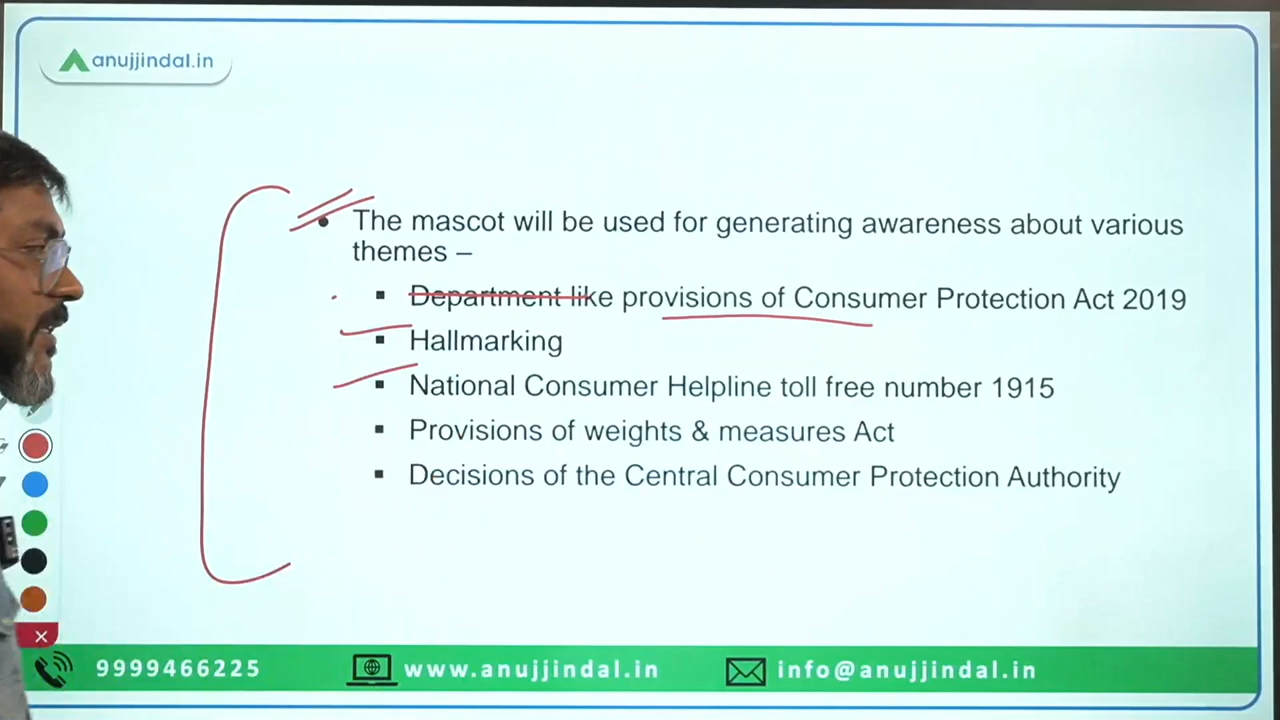 anujjindal.in
• The mascot will be used for generating awareness about various
themes –
▪ Department like provisions of Consumer Protection Act 2019
▪ Hallmarking
▪ National Consumer Helpline toll free number 1915
▪ Provisions of weights & measures Act
▪ Decisions of the Central Consumer Protection Authority
9999466225 www.anujjindal.in info@anujjindal.in